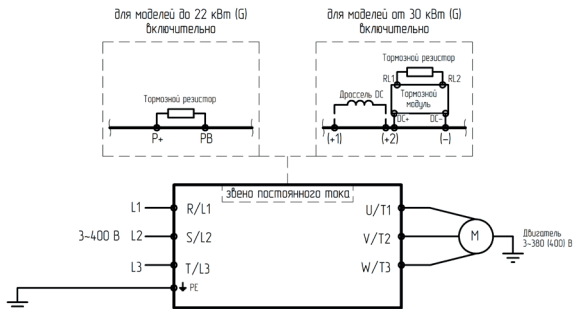 для моделей до 22 кВт (G)
включительно
для моделей от 30 кВт (G)
включительно
Тормозной резистор
P+
PB
Тормозной резистор
RL1
RL2
Дроссель DC
Тормозной
модуль
DC+
DC-
(+1)
(+2)
(-)
звено постоянного тока
L1
R/L1
U/T1
3~400 В
L2
S/L2
V/T2
M
Двигатель
3~380 (400) В
L3
T/L3
W/T3
PE